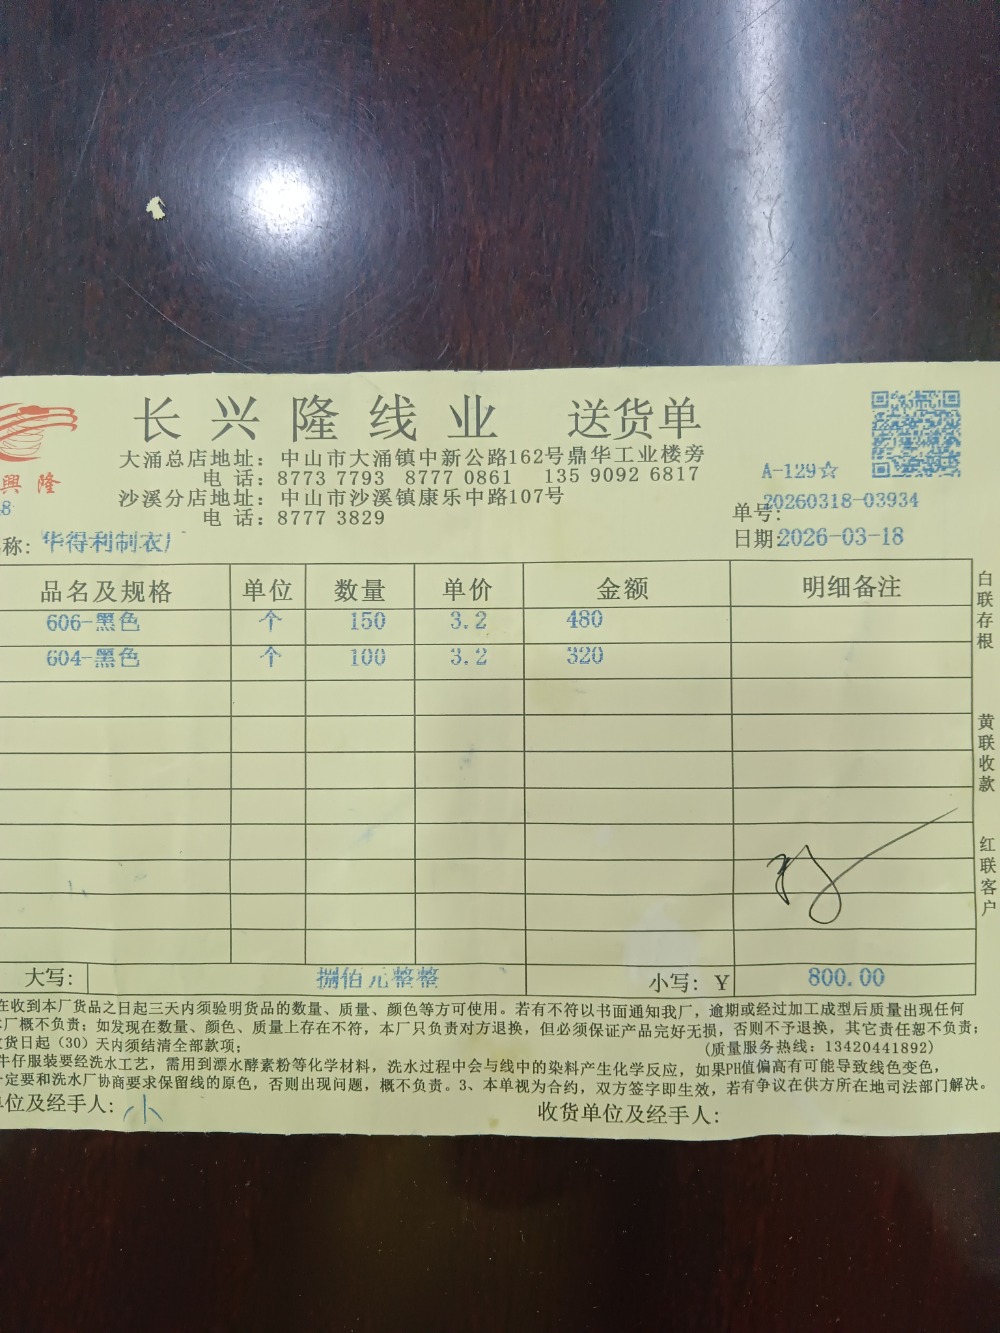 长兴隆线业 送货单
興隆
大涌总店地址：中山市大涌镇中新公路162号鼎华工业楼旁
电 话：8773 7793 8777 0861 135 9092 6817
沙溪分店地址：中山市沙溪镇康乐中路107号
电 话：8777 3829
A-129☆
单号：20260318-03934
日期：2026-03-18
称：华得利制衣厂
品名及规格 单位 数量 单价 金额 明细备注
606-黑色 个 150 3.2 480
604-黑色 个 100 3.2 320
白联存根
黄联收款
红联客户
大写：捌佰元整整 小写：￥800.00
在收到本厂货品之日起三天内须验明货品的数量、质量、颜色等方可使用。若有不符以书面通知我厂，逾期或经过加工成型后质量出现任何
厂概不负责；如发现在数量、颜色、质量上存在不符，本厂只负责对方退换，但必须保证产品完好无损，否则不予退换，其它责任恕不负责；
货日起（30）天内须结清全部款项； (质量服务热线：13420441892)
牛仔服装要经洗水工艺，需用到漂水酵素粉等化学材料，洗水过程中会与线中的染料产生化学反应，如果PH值偏高有可能导致线色变色，
定要和洗水厂协商要求保留线的原色，否则出现问题，概不负责。3、本单视为合约，双方签字即生效，若有争议在供方所在地司法部门解决。
单位及经手人：小 收货单位及经手人：